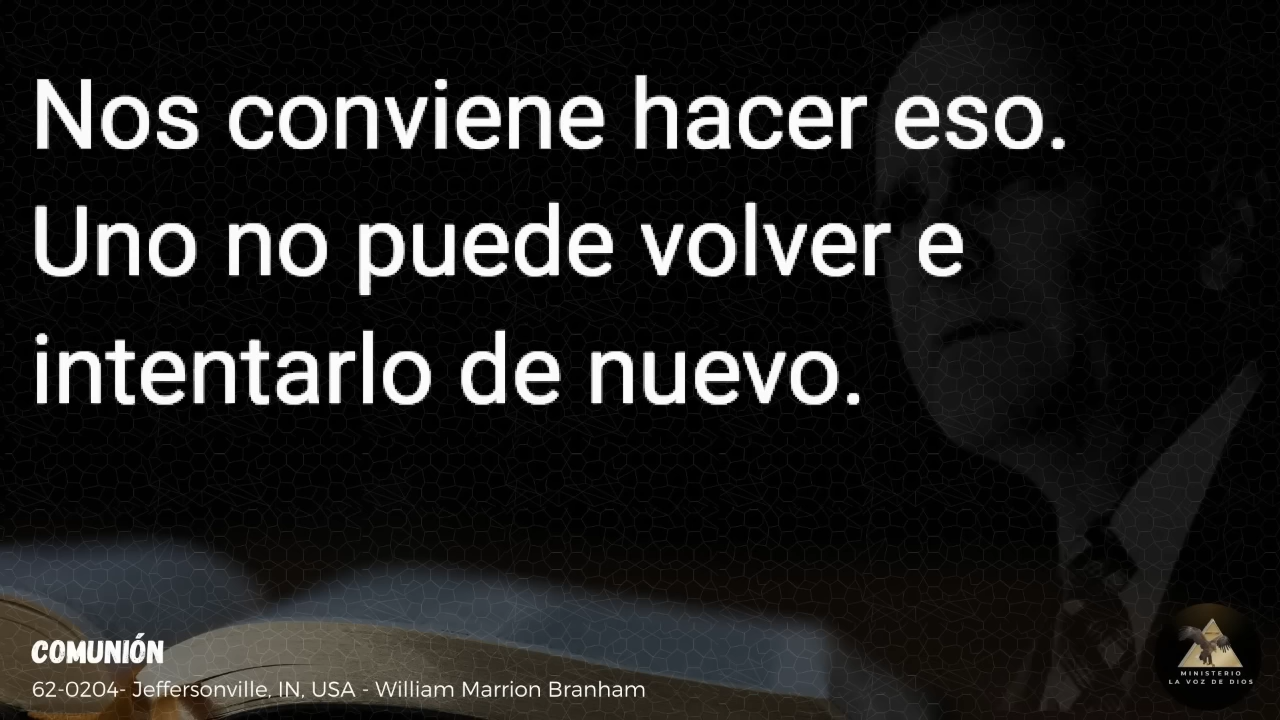 Nos conviene hacer eso.
Uno no puede volver e
intentarlo de nuevo.
COMUNIÓN
62-0204- Jeffersonville, IN, USA - William Marrion Branham
MINISTERIO
LA VOZ DE DIOS